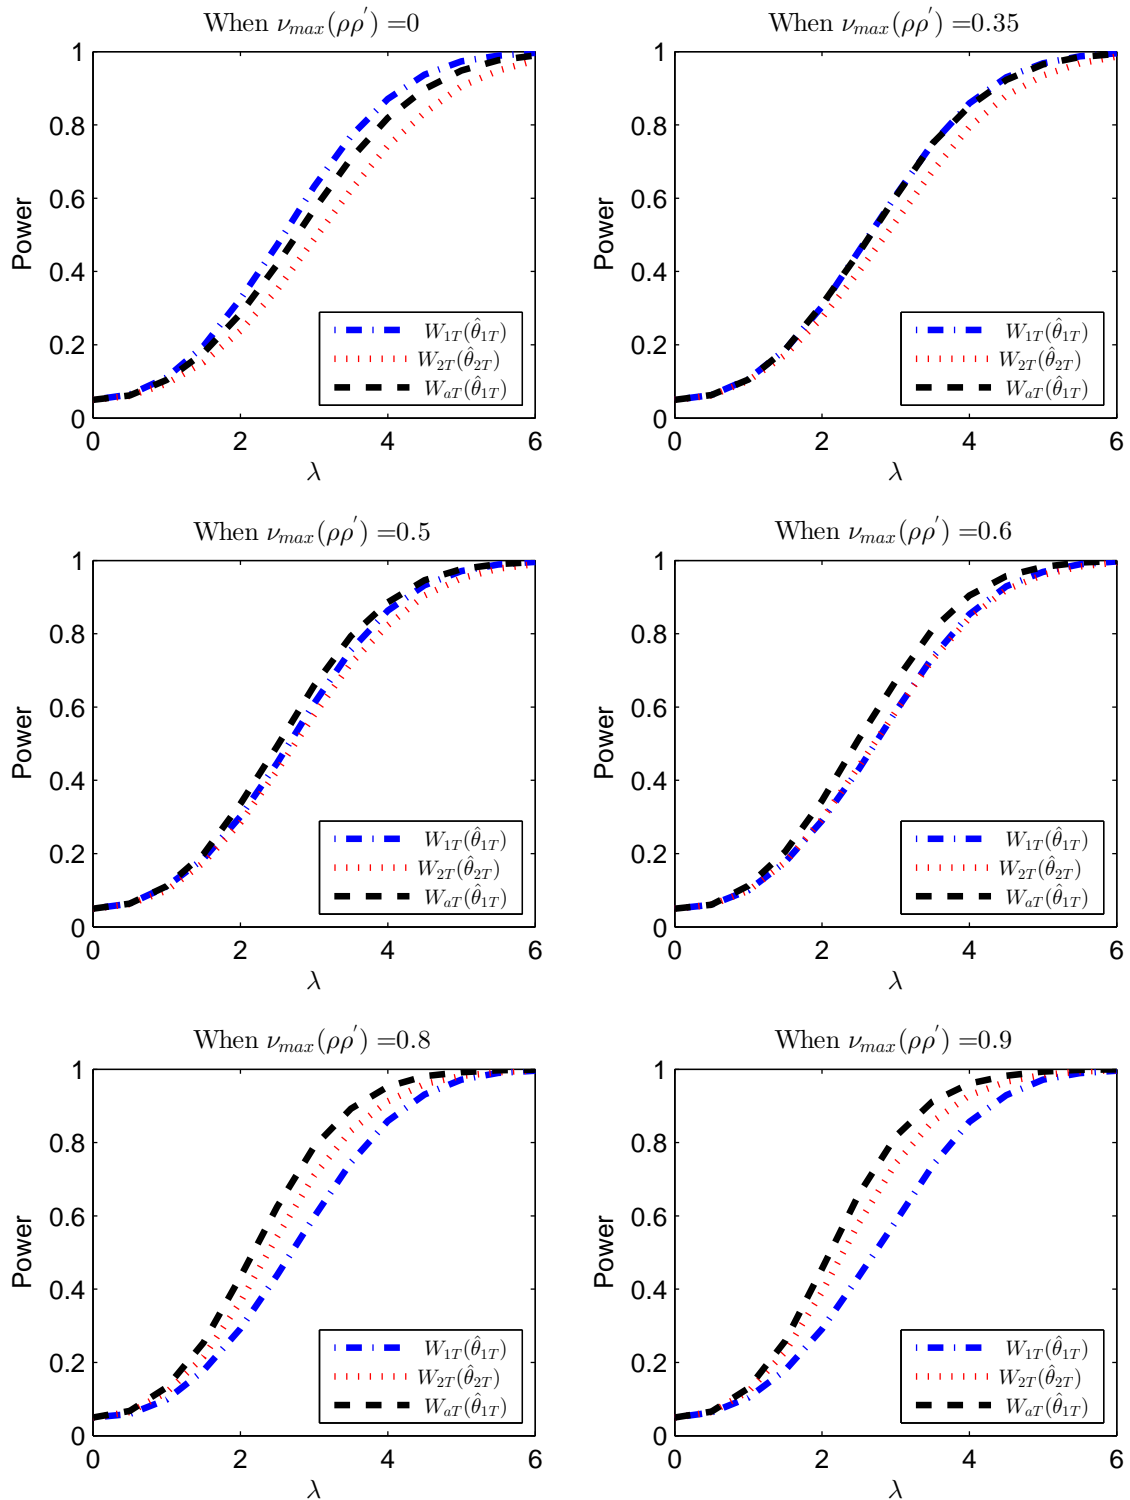 When ν_max(ρρ′) =0
1
0.8
0.6
0.4
0.2
0
Power
W_1T(θ̂_1T)
W_2T(θ̂_2T)
W_aT(θ̂_1T)
0 2 4 6
λ
When ν_max(ρρ′) =0.35
1
0.8
0.6
0.4
0.2
0
Power
W_1T(θ̂_1T)
W_2T(θ̂_2T)
W_aT(θ̂_1T)
0 2 4 6
λ
When ν_max(ρρ′) =0.5
1
0.8
0.6
0.4
0.2
0
Power
W_1T(θ̂_1T)
W_2T(θ̂_2T)
W_aT(θ̂_1T)
0 2 4 6
λ
When ν_max(ρρ′) =0.6
1
0.8
0.6
0.4
0.2
0
Power
W_1T(θ̂_1T)
W_2T(θ̂_2T)
W_aT(θ̂_1T)
0 2 4 6
λ
When ν_max(ρρ′) =0.8
1
0.8
0.6
0.4
0.2
0
Power
W_1T(θ̂_1T)
W_2T(θ̂_2T)
W_aT(θ̂_1T)
0 2 4 6
λ
When ν_max(ρρ′) =0.9
1
0.8
0.6
0.4
0.2
0
Power
W_1T(θ̂_1T)
W_2T(θ̂_2T)
W_aT(θ̂_1T)
0 2 4 6
λ